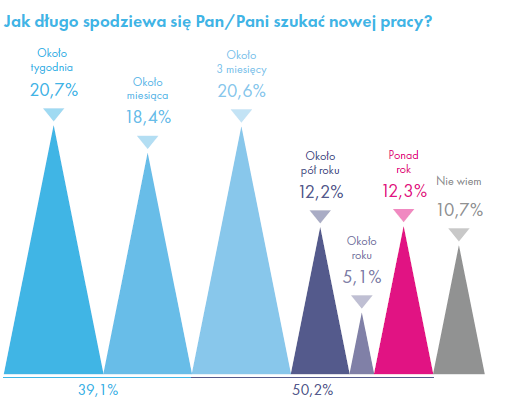 Jak długo spodziewa się Pan/Pani szukać nowej pracy?
Około
tygodnia
20,7%
Około
miesiąca
18,4%
Około
3 miesięcy
20,6%
Około
pół roku
12,2%
Około
roku
5,1%
Ponad
rok
12,3%
Nie wiem
10,7%
39,1%
50,2%